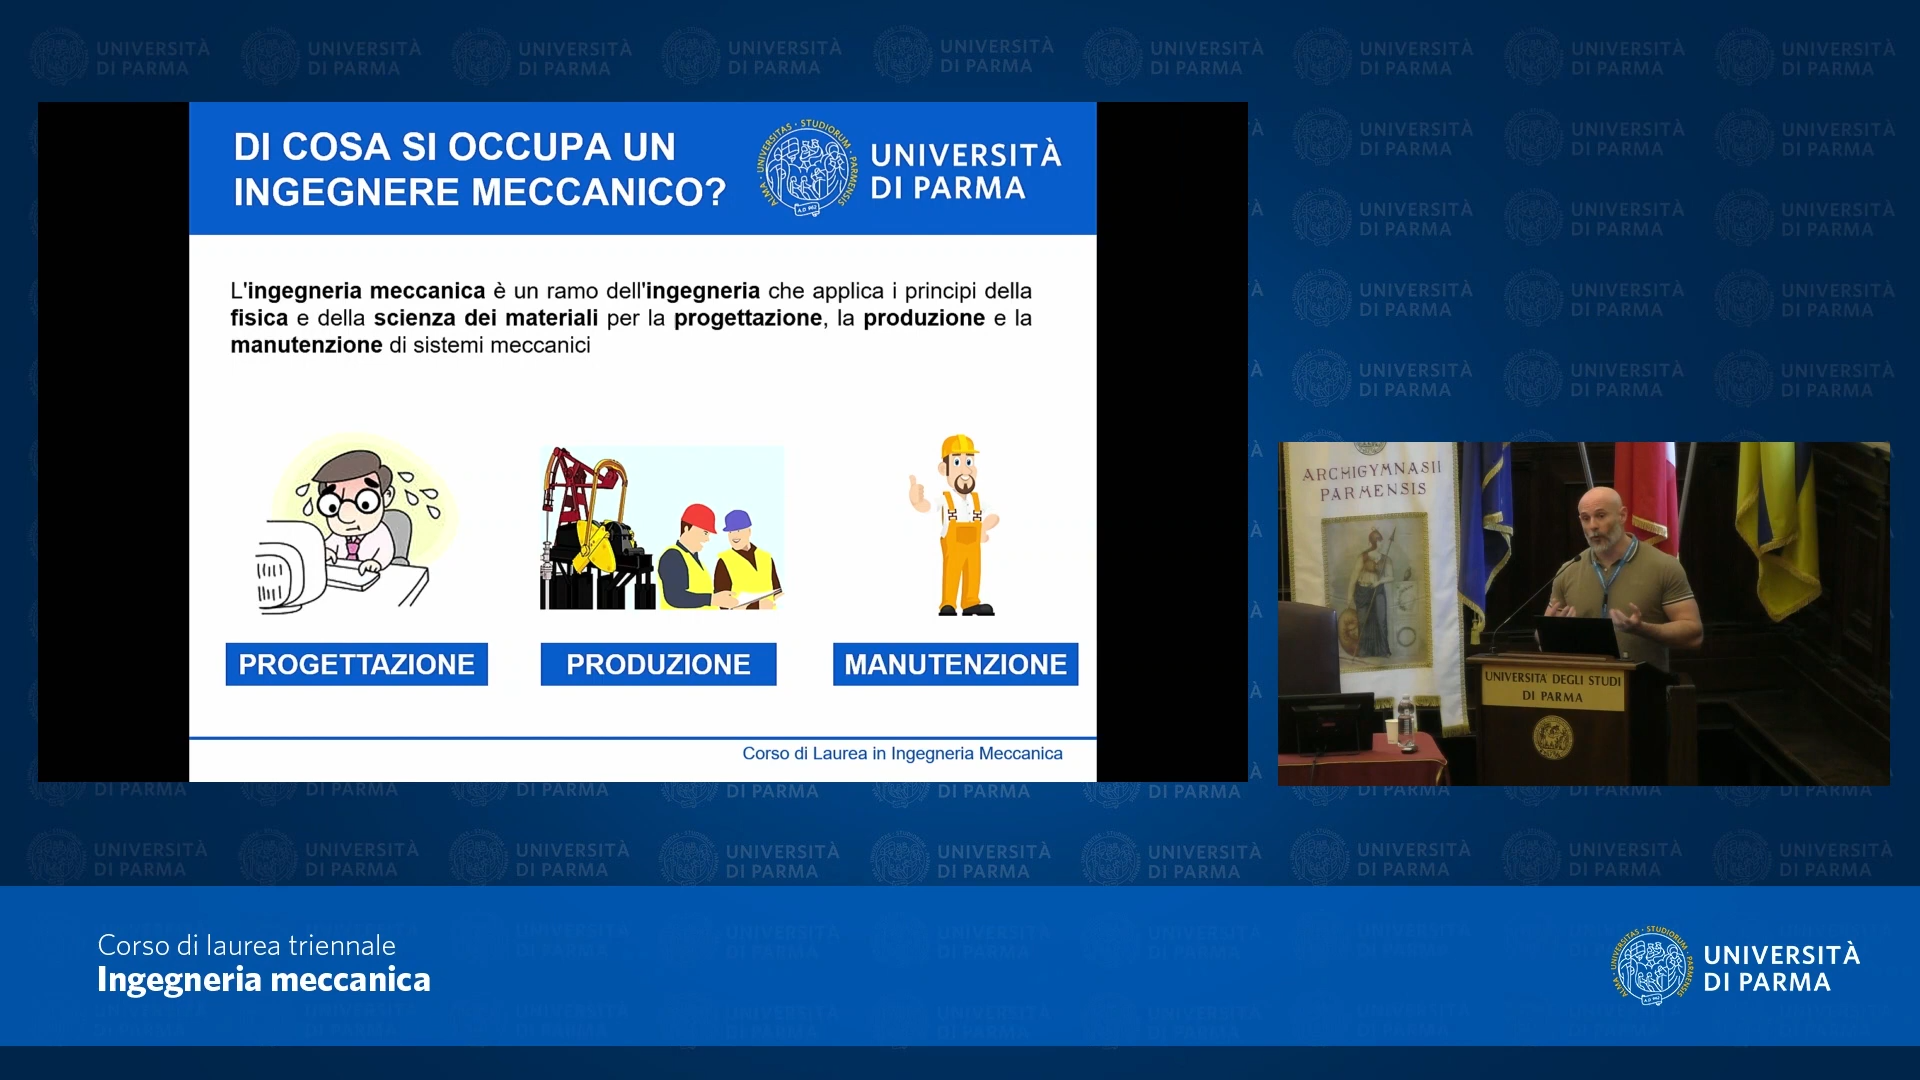 DI COSA SI OCCUPA UN
INGEGNERE MECCANICO?
UNIVERSITÀ
DI PARMA
L'ingegneria meccanica è un ramo dell'ingegneria che applica i principi della
fisica e della scienza dei materiali per la progettazione, la produzione e la
manutenzione di sistemi meccanici
PROGETTAZIONE
PRODUZIONE
MANUTENZIONE
Corso di Laurea in Ingegneria Meccanica
ARCHIGYMNASII
PARMENSIS
UNIVERSITA DEGLI STUDI
DI PARMA
Corso di laurea triennale
Ingegneria meccanica
UNIVERSITÀ
DI PARMA